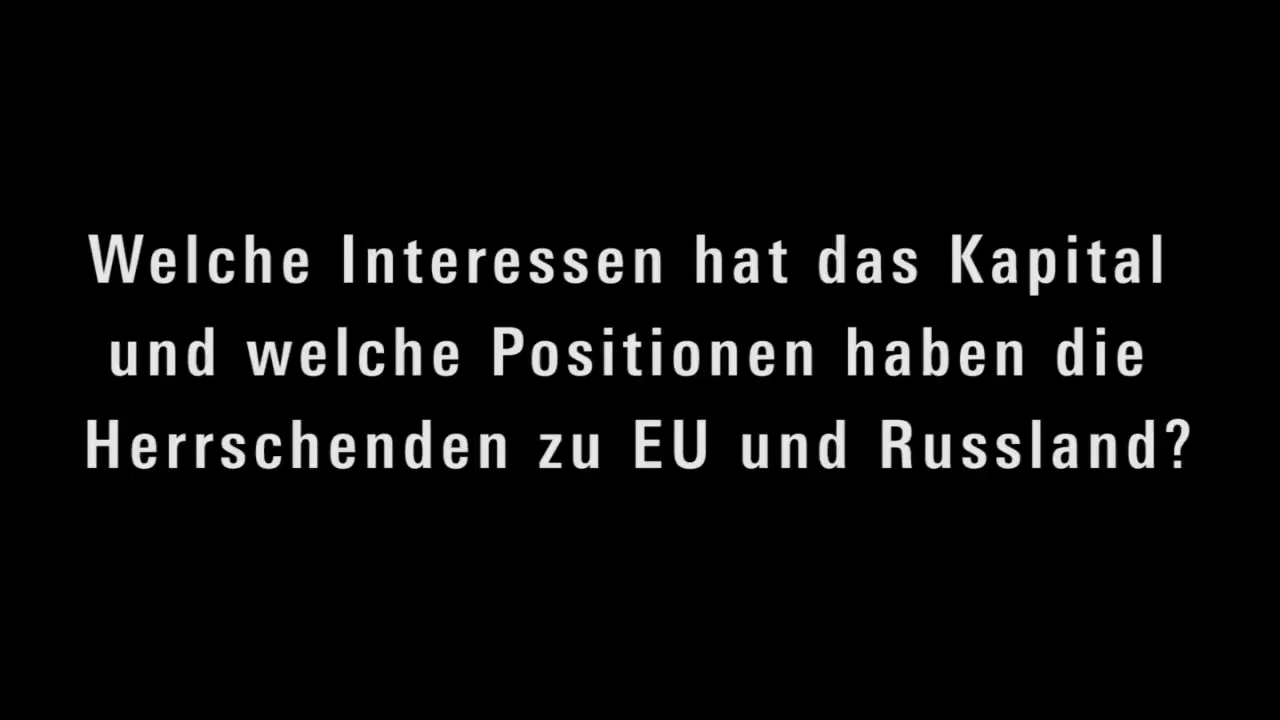 Welche Interessen hat das Kapital
und welche Positionen haben die
Herrschenden zu EU und Russland?